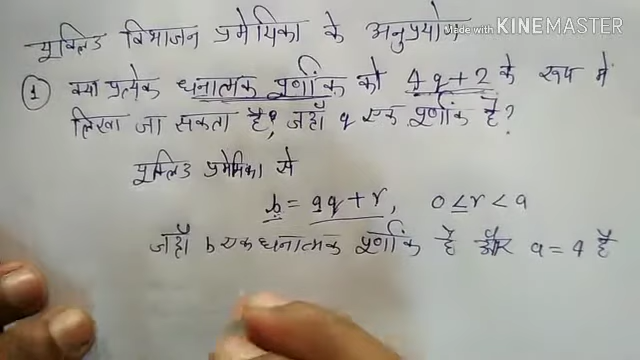 Made with KINEMASTER
यूक्लिड विभाजन प्रमेयिका के अनुप्रयोग
① क्या प्रत्येक धनात्मक पूर्णांक को 4q+2 के रूप में
लिखा जा सकता है, जहाँ q एक पूर्णांक है?
यूक्लिड प्रमेयिका से
b = aq + r, 0 ≤ r < a
जहाँ b एक धनात्मक पूर्णांक है और a = 4 है